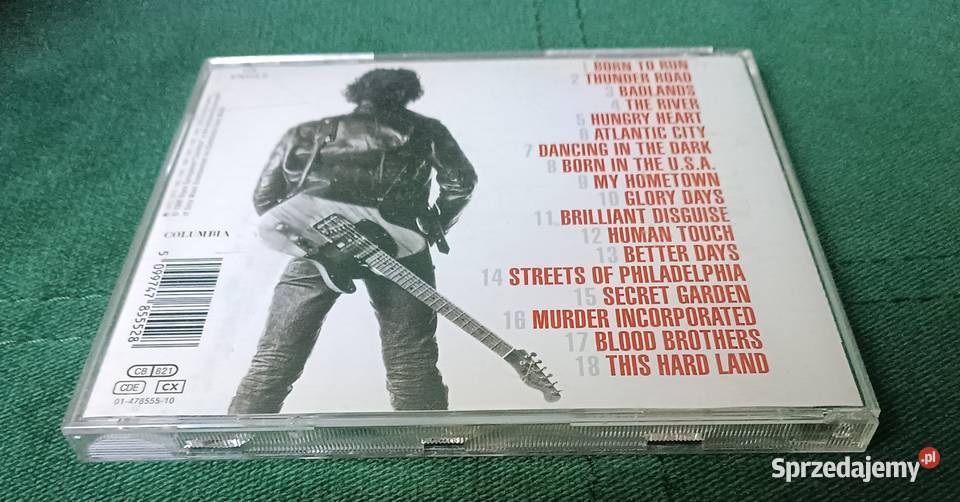 1 BORN TO RUN
2 THUNDER ROAD
3 BADLANDS
4 THE RIVER
5 HUNGRY HEART
6 ATLANTIC CITY
7 DANCING IN THE DARK
8 BORN IN THE U.S.A.
9 MY HOMETOWN
10 GLORY DAYS
11 BRILLIANT DISGUISE
12 HUMAN TOUCH
13 BETTER DAYS
14 STREETS OF PHILADELPHIA
15 SECRET GARDEN
16 MURDER INCORPORATED
17 BLOOD BROTHERS
18 THIS HARD LAND
COLUMBIA
5 099747 855528
CB 821
CDE CX
01-478555-10
Sprzedajemy.pl